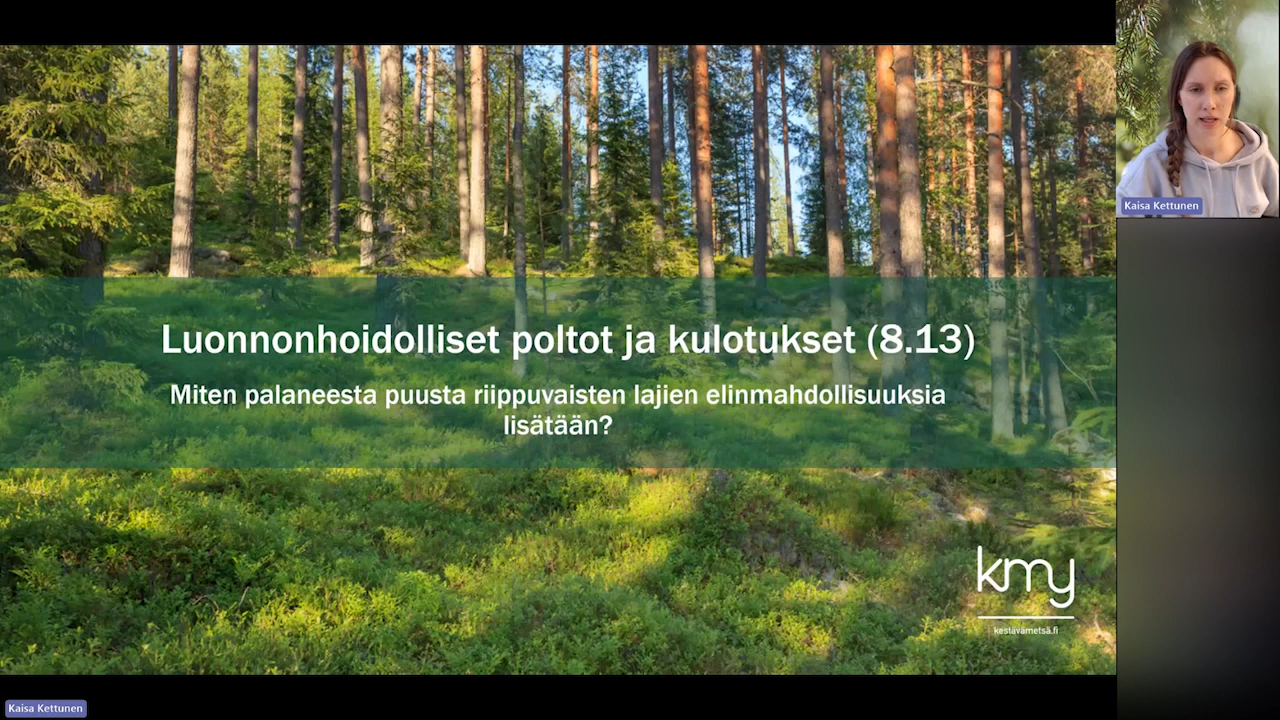 Luonnonhoidolliset poltot ja kulotukset (8.13)
Miten palaneesta puusta riippuvaisten lajien elinmahdollisuuksia
lisätään?
kmy
kestävämetsä.fi
Kaisa Kettunen
Kaisa Kettunen